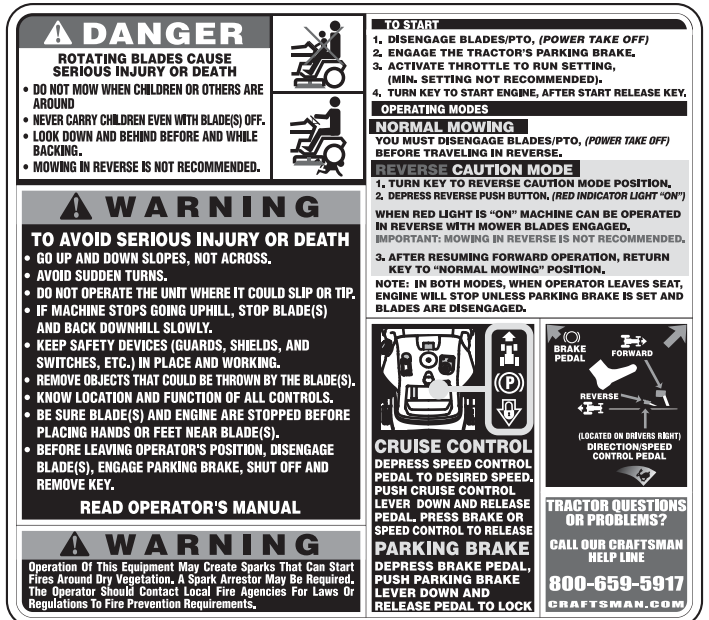 DANGER
ROTATING BLADES CAUSE
SERIOUS INJURY OR DEATH
• DO NOT MOW WHEN CHILDREN OR OTHERS ARE
AROUND
• NEVER CARRY CHILDREN EVEN WITH BLADE(S) OFF.
• LOOK DOWN AND BEHIND BEFORE AND WHILE
BACKING.
• MOWING IN REVERSE IS NOT RECOMMENDED.
WARNING
TO AVOID SERIOUS INJURY OR DEATH
• GO UP AND DOWN SLOPES, NOT ACROSS.
• AVOID SUDDEN TURNS.
• DO NOT OPERATE THE UNIT WHERE IT COULD SLIP OR TIP.
• IF MACHINE STOPS GOING UPHILL, STOP BLADE(S)
AND BACK DOWNHILL SLOWLY.
• KEEP SAFETY DEVICES (GUARDS, SHIELDS, AND
SWITCHES, ETC.) IN PLACE AND WORKING.
• REMOVE OBJECTS THAT COULD BE THROWN BY THE BLADE(S).
• KNOW LOCATION AND FUNCTION OF ALL CONTROLS.
• BE SURE BLADE(S) AND ENGINE ARE STOPPED BEFORE
PLACING HANDS OR FEET NEAR BLADE(S).
• BEFORE LEAVING OPERATOR'S POSITION, DISENGAGE
BLADE(S), ENGAGE PARKING BRAKE, SHUT OFF AND
REMOVE KEY.
READ OPERATOR'S MANUAL
WARNING
Operation Of This Equipment May Create Sparks That Can Start
Fires Around Dry Vegetation. A Spark Arrestor May Be Required.
The Operator Should Contact Local Fire Agencies For Laws Or
Regulations To Fire Prevention Requirements.
TO START
1. DISENGAGE BLADES/PTO, (POWER TAKE OFF)
2. ENGAGE THE TRACTOR'S PARKING BRAKE.
3. ACTIVATE THROTTLE TO RUN SETTING,
(MIN. SETTING NOT RECOMMENDED).
4. TURN KEY TO START ENGINE, AFTER START RELEASE KEY.
OPERATING MODES
NORMAL MOWING
YOU MUST DISENGAGE BLADES/PTO, (POWER TAKE OFF)
BEFORE TRAVELING IN REVERSE.
REVERSE CAUTION MODE
1. TURN KEY TO REVERSE CAUTION MODE POSITION.
2. DEPRESS REVERSE PUSH BUTTON. (RED INDICATOR LIGHT "ON")
WHEN RED LIGHT IS "ON" MACHINE CAN BE OPERATED
IN REVERSE WITH MOWER BLADES ENGAGED.
IMPORTANT: MOWING IN REVERSE IS NOT RECOMMENDED.
3. AFTER RESUMING FORWARD OPERATION, RETURN
KEY TO "NORMAL MOWING" POSITION.
NOTE: IN BOTH MODES, WHEN OPERATOR LEAVES SEAT,
ENGINE WILL STOP UNLESS PARKING BRAKE IS SET AND
BLADES ARE DISENGAGED.
(P)
CRUISE CONTROL
DEPRESS SPEED CONTROL
PEDAL TO DESIRED SPEED.
PUSH CRUISE CONTROL
LEVER DOWN AND RELEASE
PEDAL. PRESS BRAKE OR
SPEED CONTROL TO RELEASE
PARKING BRAKE
DEPRESS BRAKE PEDAL,
PUSH PARKING BRAKE
LEVER DOWN AND
RELEASE PEDAL TO LOCK
BRAKE
PEDAL
FORWARD
REVERSE
(LOCATED ON DRIVERS RIGHT)
DIRECTION/SPEED
CONTROL PEDAL
TRACTOR QUESTIONS
OR PROBLEMS?
CALL OUR CRAFTSMAN
HELP LINE
800-659-5917
CRAFTSMAN.COM